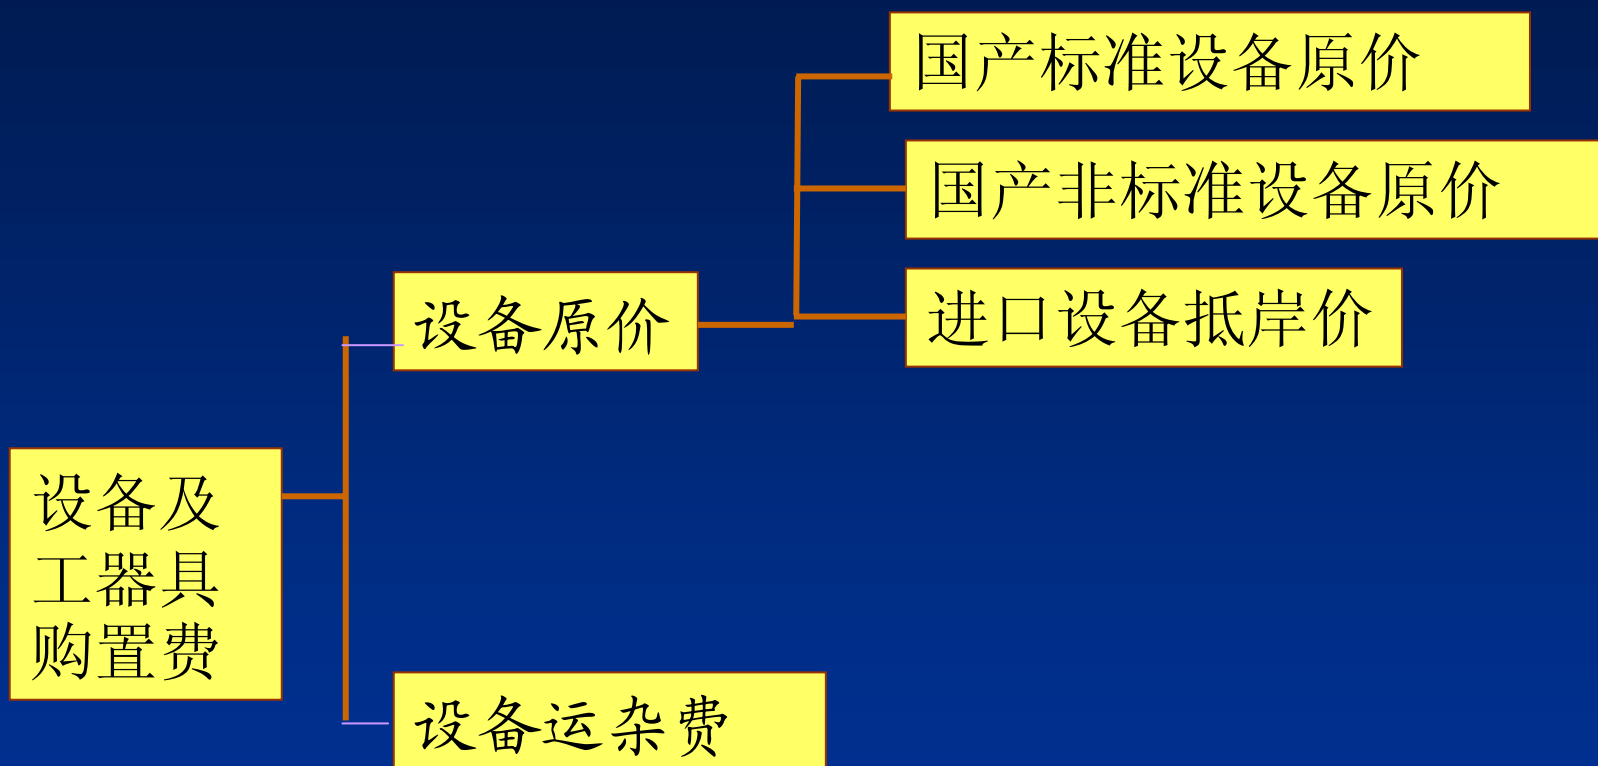 国产标准设备原价
国产非标准设备原价
进口设备抵岸价
设备原价
设备及
工器具
购置费
设备运杂费